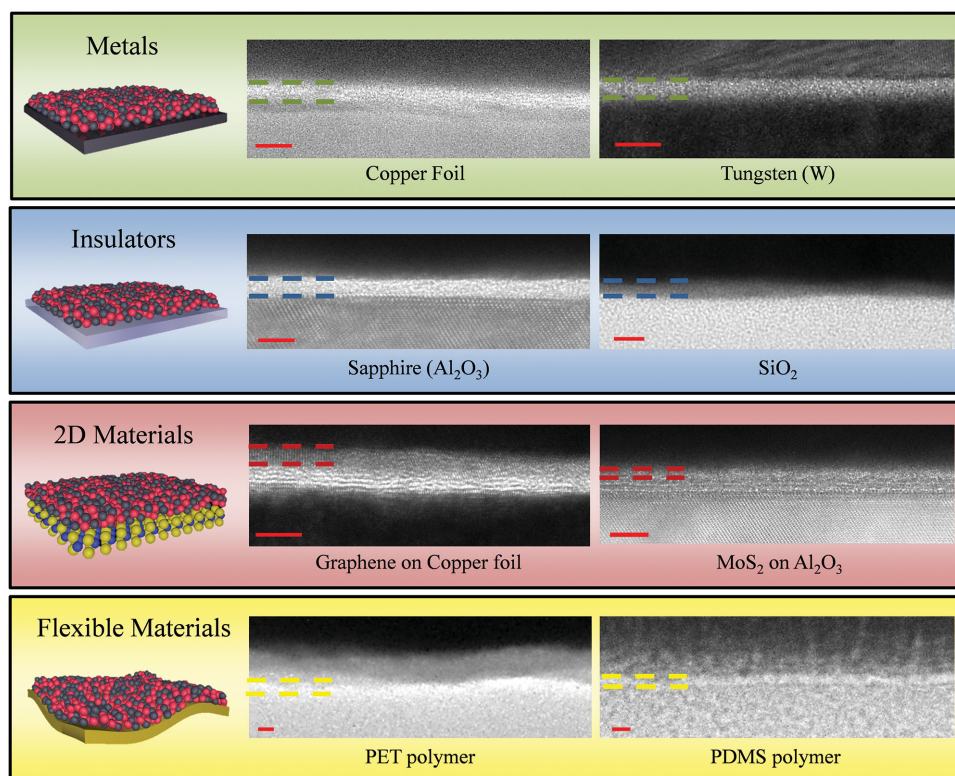 Metals
Copper Foil
Tungsten (W)
Insulators
Sapphire (Al₂O₃)
SiO₂
2D Materials
Graphene on Copper foil
MoS₂ on Al₂O₃
Flexible Materials
PET polymer
PDMS polymer